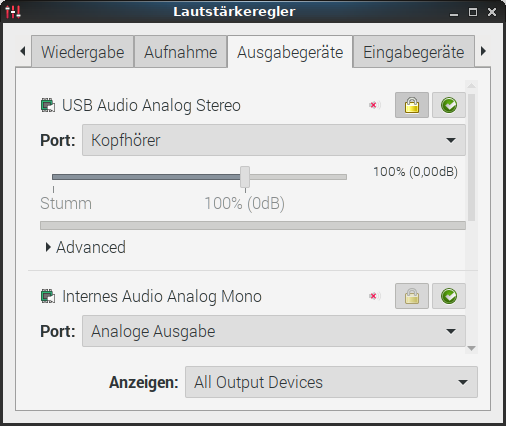 Lautstärkeregler
Wiedergabe Aufnahme Ausgabegeräte Eingabegeräte
USB Audio Analog Stereo
Port: Kopfhörer
100% (0,00dB)
Stumm 100% (0dB)
Advanced
Internes Audio Analog Mono
Port: Analoge Ausgabe
Anzeigen: All Output Devices